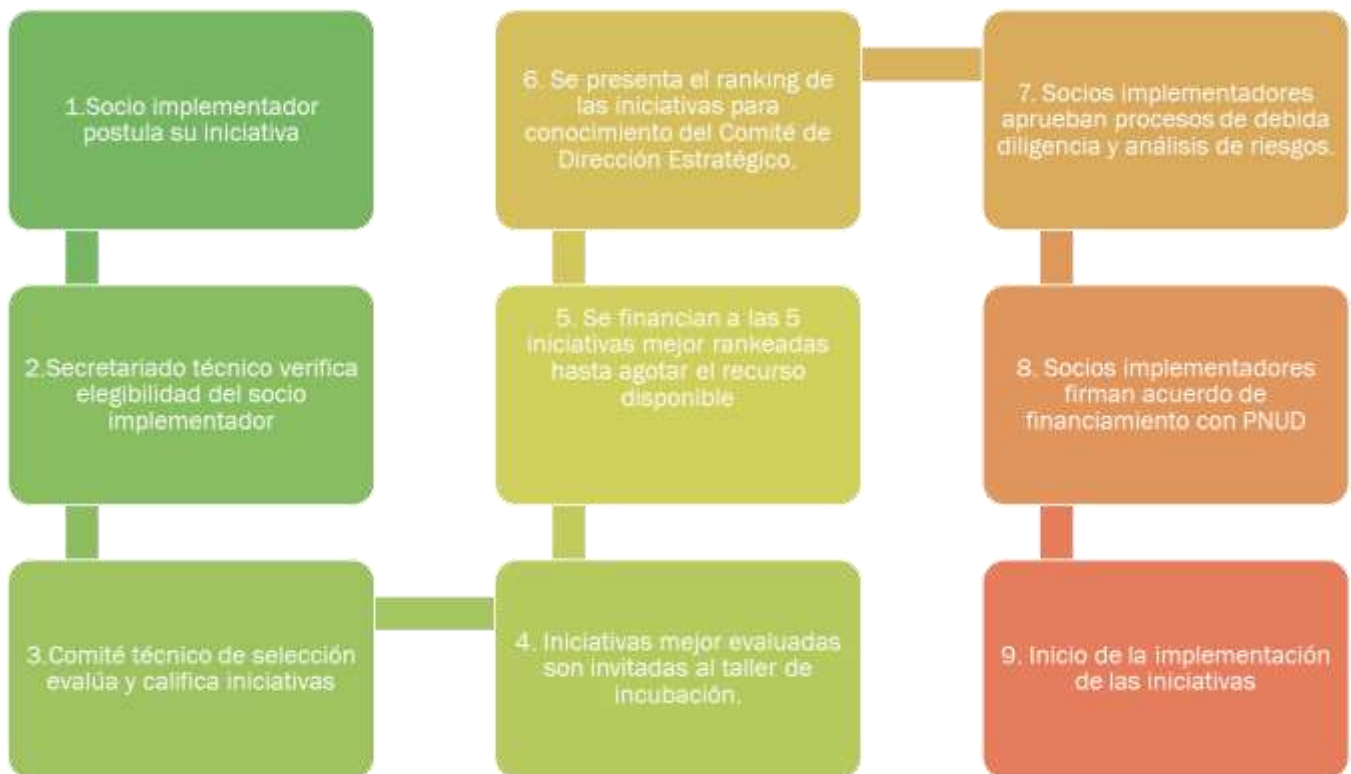 1.Socio implementador
postula su iniciativa
2.Secretariado técnico verifica
elegibilidad del socio
implementador
3.Comité técnico de selección
evalúa y califica iniciativas
4. Iniciativas mejor evaluadas
son invitadas al taller de
incubación.
5. Se financian a las 5
iniciativas mejor rankeadas
hasta agotar el recurso
disponible
6. Se presenta el ranking de
las iniciativas para
conocimiento del Comité de
Dirección Estratégico.
7. Socios implementadores
aprueban procesos de debida
diligencia y análisis de riesgos.
8. Socios implementadores
firman acuerdo de
financiamiento con PNUD
9. Inicio de la implementación
de las iniciativas